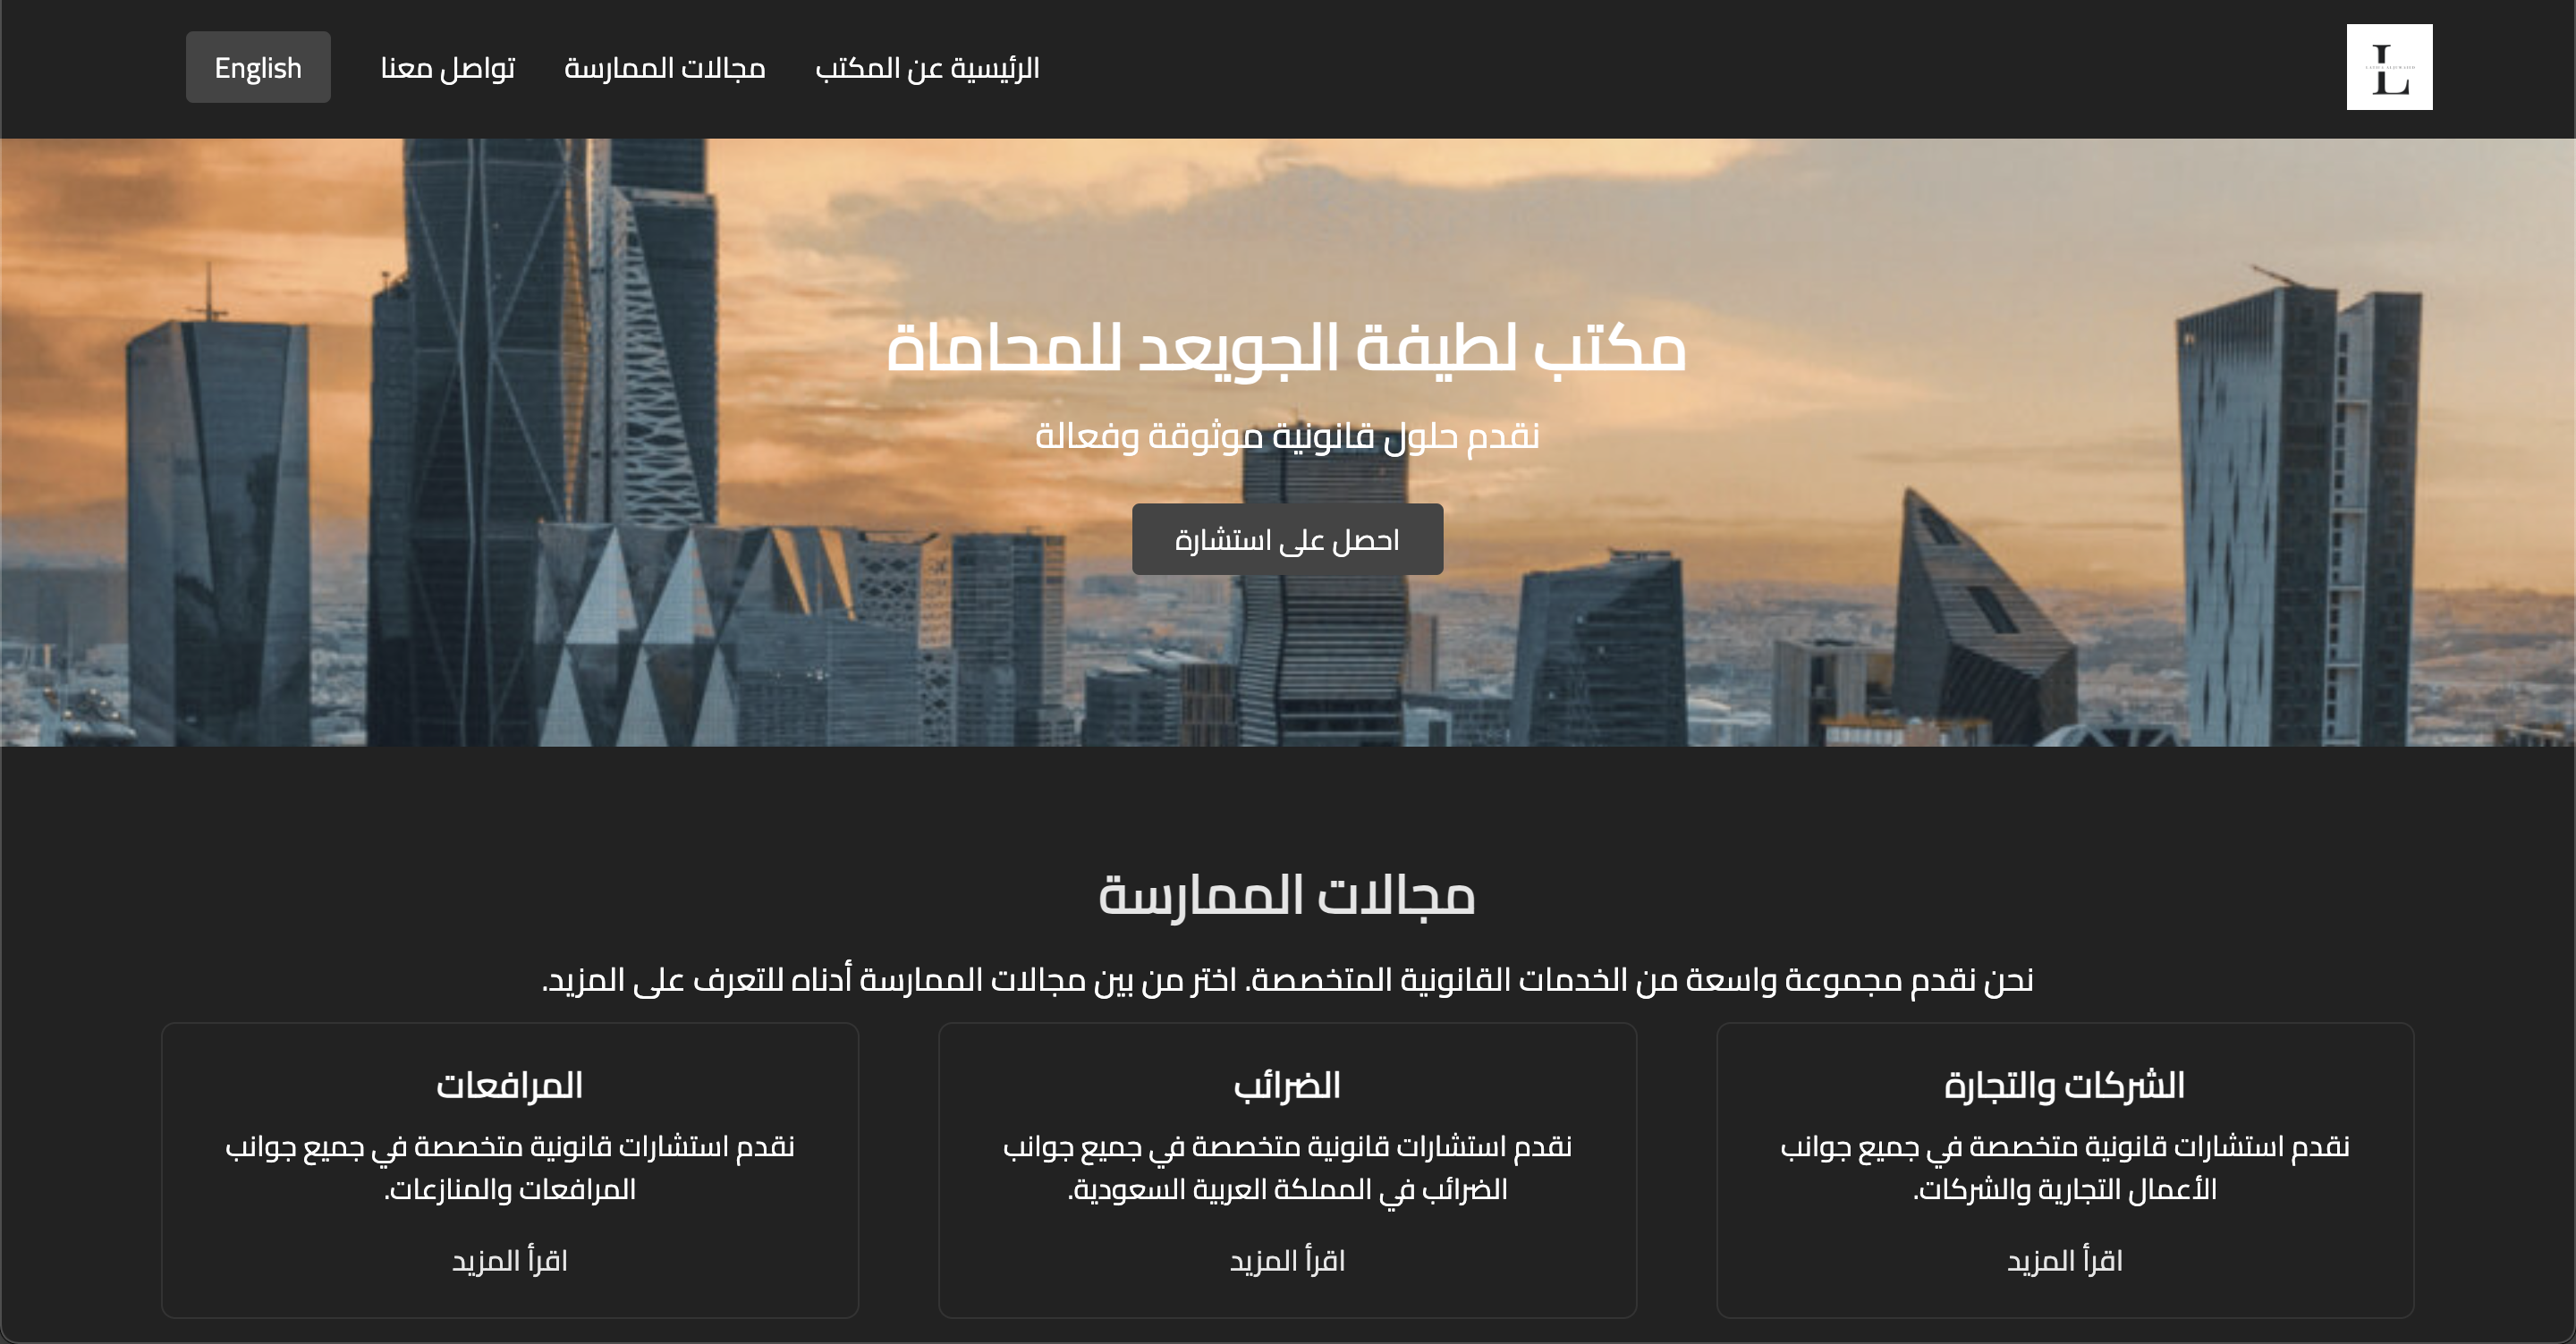 L
الرئيسية عن المكتب
مجالات الممارسة
تواصل معنا
English
مكتب لطيفة الجويعد للمحاماة
نقدم حلول قانونية موثوقة وفعالة
احصل على استشارة
مجالات الممارسة
نحن نقدم مجموعة واسعة من الخدمات القانونية المتخصصة. اختر من بين مجالات الممارسة أدناه للتعرف على المزيد.
الشركات والتجارة
نقدم استشارات قانونية متخصصة في جميع جوانب
الأعمال التجارية والشركات.
اقرأ المزيد
الضرائب
نقدم استشارات قانونية متخصصة في جميع جوانب
الضرائب في المملكة العربية السعودية.
اقرأ المزيد
المرافعات
نقدم استشارات قانونية متخصصة في جميع جوانب
المرافعات والمنازعات.
اقرأ المزيد